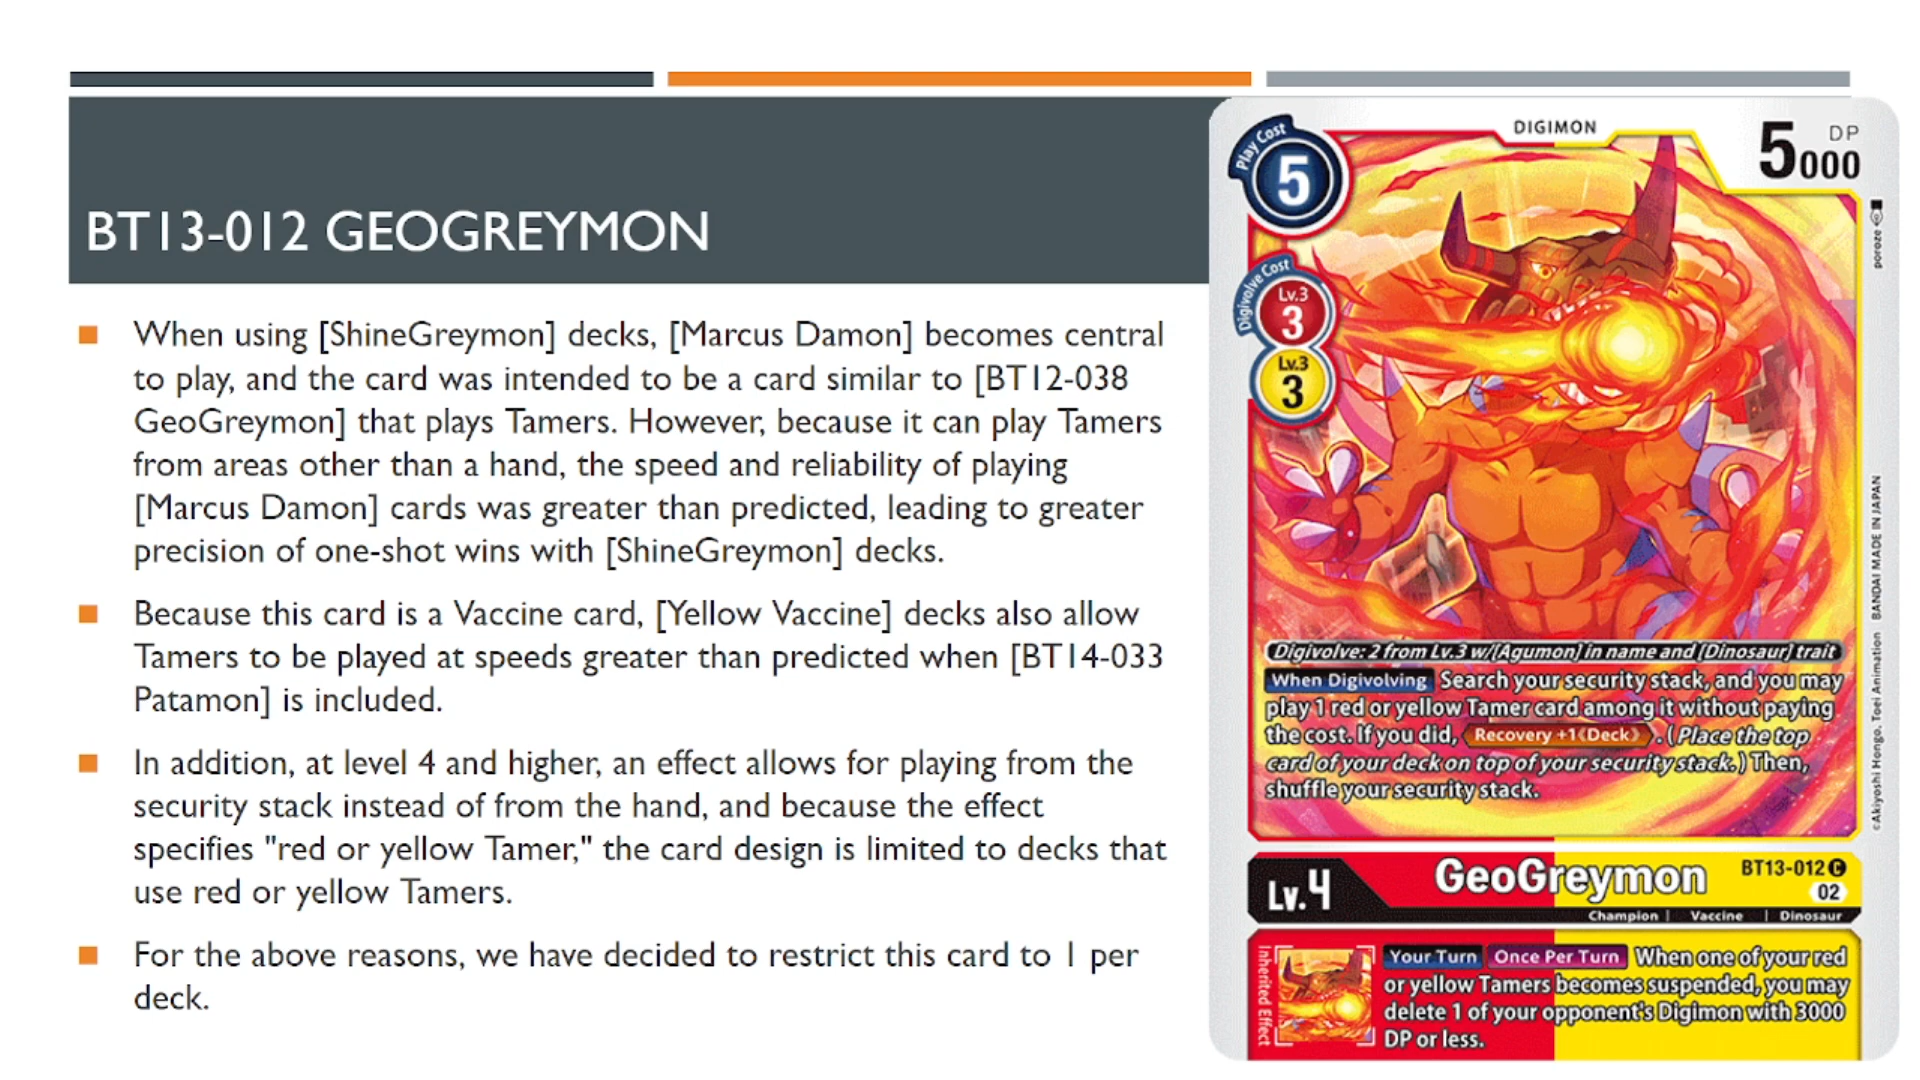 BT13-012 GEOGREYMON
When using [ShineGreymon] decks, [Marcus Damon] becomes central
to play, and the card was intended to be a card similar to [BT12-038
GeoGreymon] that plays Tamers. However, because it can play Tamers
from areas other than a hand, the speed and reliability of playing
[Marcus Damon] cards was greater than predicted, leading to greater
precision of one-shot wins with [ShineGreymon] decks.
Because this card is a Vaccine card, [Yellow Vaccine] decks also allow
Tamers to be played at speeds greater than predicted when [BT14-033
Patamon] is included.
In addition, at level 4 and higher, an effect allows for playing from the
security stack instead of from the hand, and because the effect
specifies "red or yellow Tamer," the card design is limited to decks that
use red or yellow Tamers.
For the above reasons, we have decided to restrict this card to 1 per
deck.
DIGIMON
Play Cost
5
5000 DP
Digivolve Cost
Lv.3
3
Lv.3
3
poroze
©Akiyoshi Hongo, Toei Animation BANDAI MADE IN JAPAN
Digivolve: 2 from Lv.3 w/[Agumon] in name and [Dinosaur] trait
When Digivolving Search your security stack, and you may
play 1 red or yellow Tamer card among it without paying
the cost. If you did, Recovery +1《Deck》. (Place the top
card of your deck on top of your security stack.) Then,
shuffle your security stack.
Lv.4
GeoGreymon
BT13-012 C
02
Champion | Vaccine | Dinosaur
Inherited Effect
Your Turn Once Per Turn When one of your red
or yellow Tamers becomes suspended, you may
delete 1 of your opponent's Digimon with 3000
DP or less.